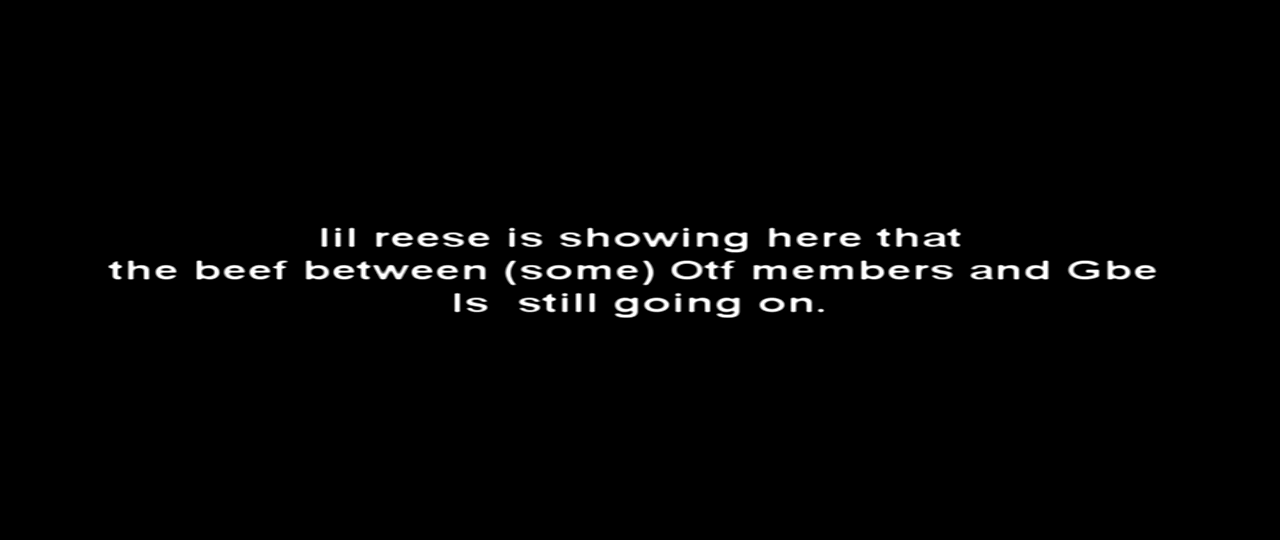 lil reese is showing here that
the beef between (some) Otf members and Gbe
Is  still going on.